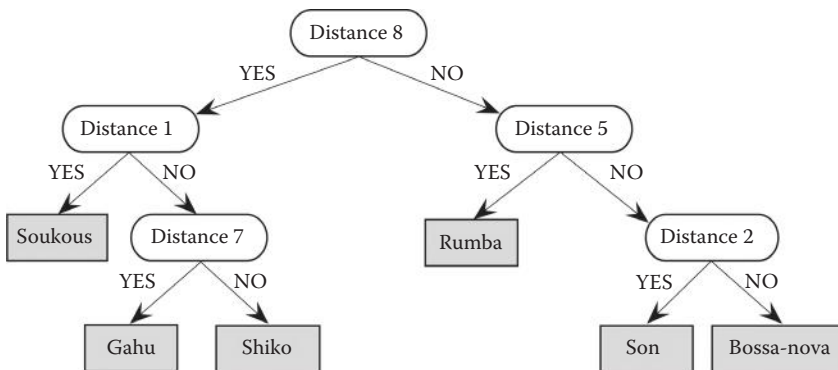 Distance 8
YES
NO
Distance 1
Distance 5
YES
NO
YES
NO
Soukous
Distance 7
Rumba
Distance 2
YES
NO
YES
NO
Gahu
Shiko
Son
Bossa-nova